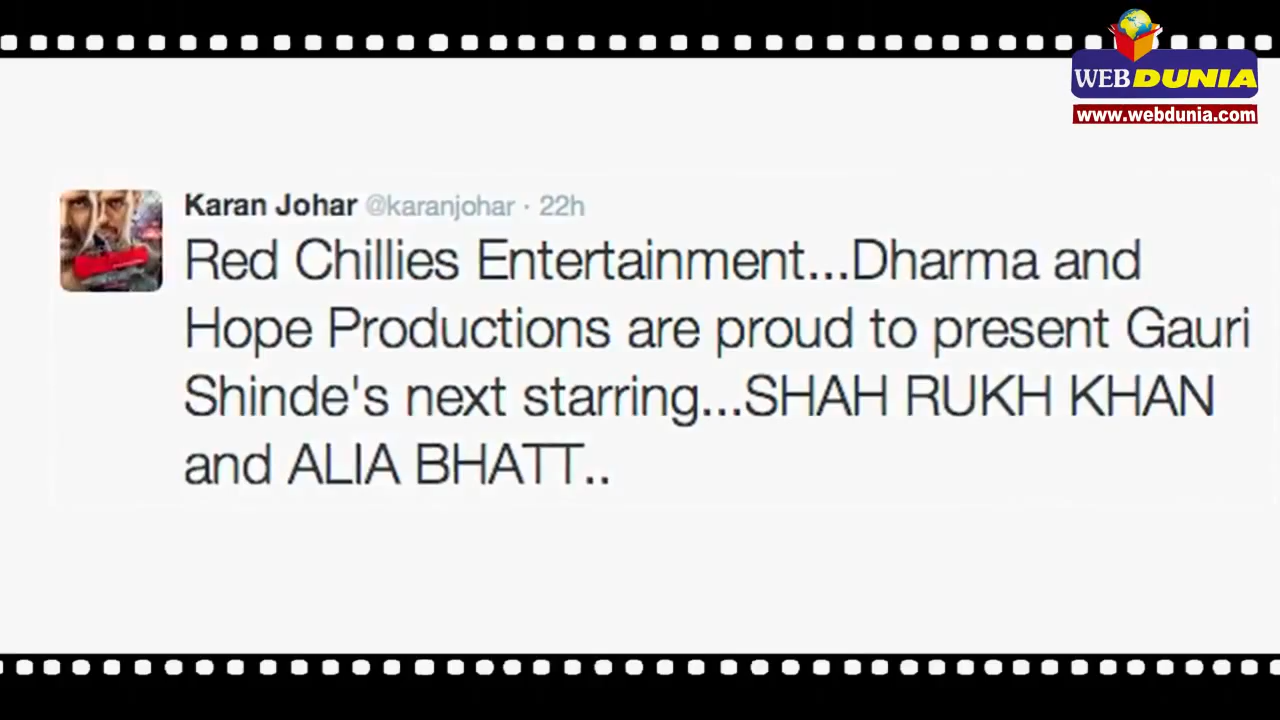 WEBDUNIA
www.webdunia.com
Karan Johar @karanjohar · 22h
Red Chillies Entertainment...Dharma and
Hope Productions are proud to present Gauri
Shinde's next starring...SHAH RUKH KHAN
and ALIA BHATT..